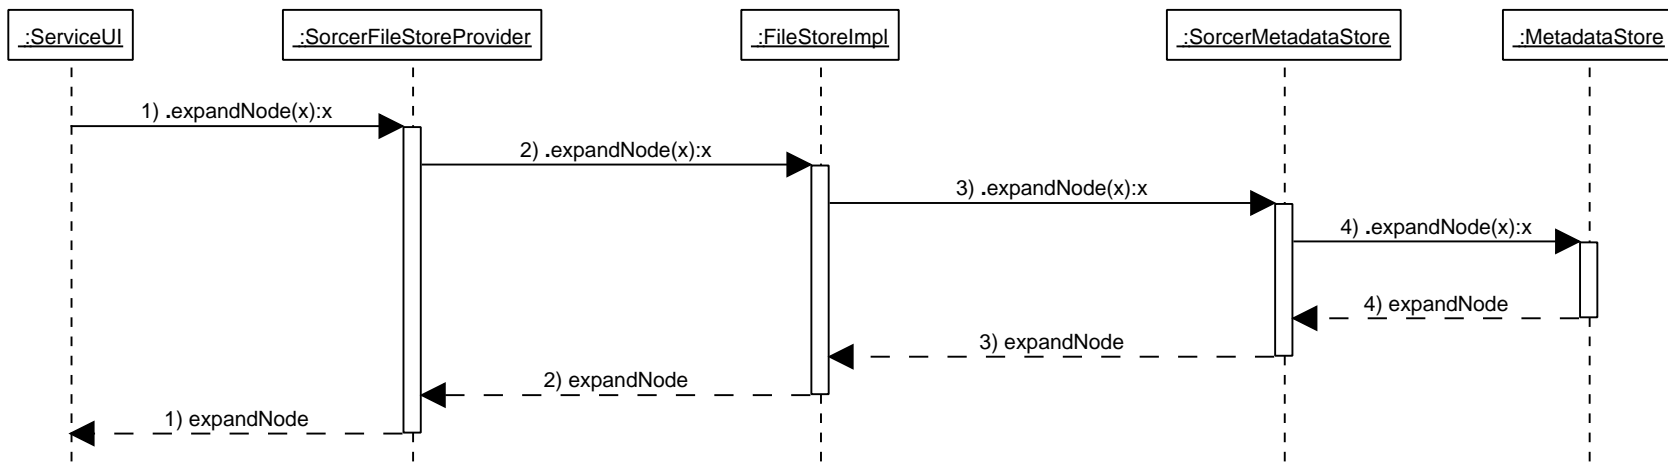 :ServiceUI
:SorcerFileStoreProvider
:FileStoreImpl
:SorcerMetadataStore
:MetadataStore
1) .expandNode(x):x
2) .expandNode(x):x
3) .expandNode(x):x
4) .expandNode(x):x
4) expandNode
3) expandNode
2) expandNode
1) expandNode